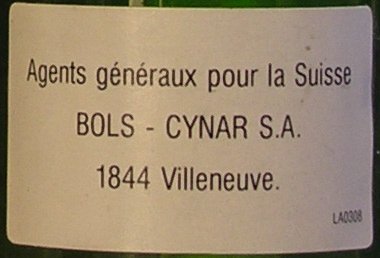 Agents généraux pour la Suisse
BOLS - CYNAR S.A.
1844 Villeneuve.
LA0308